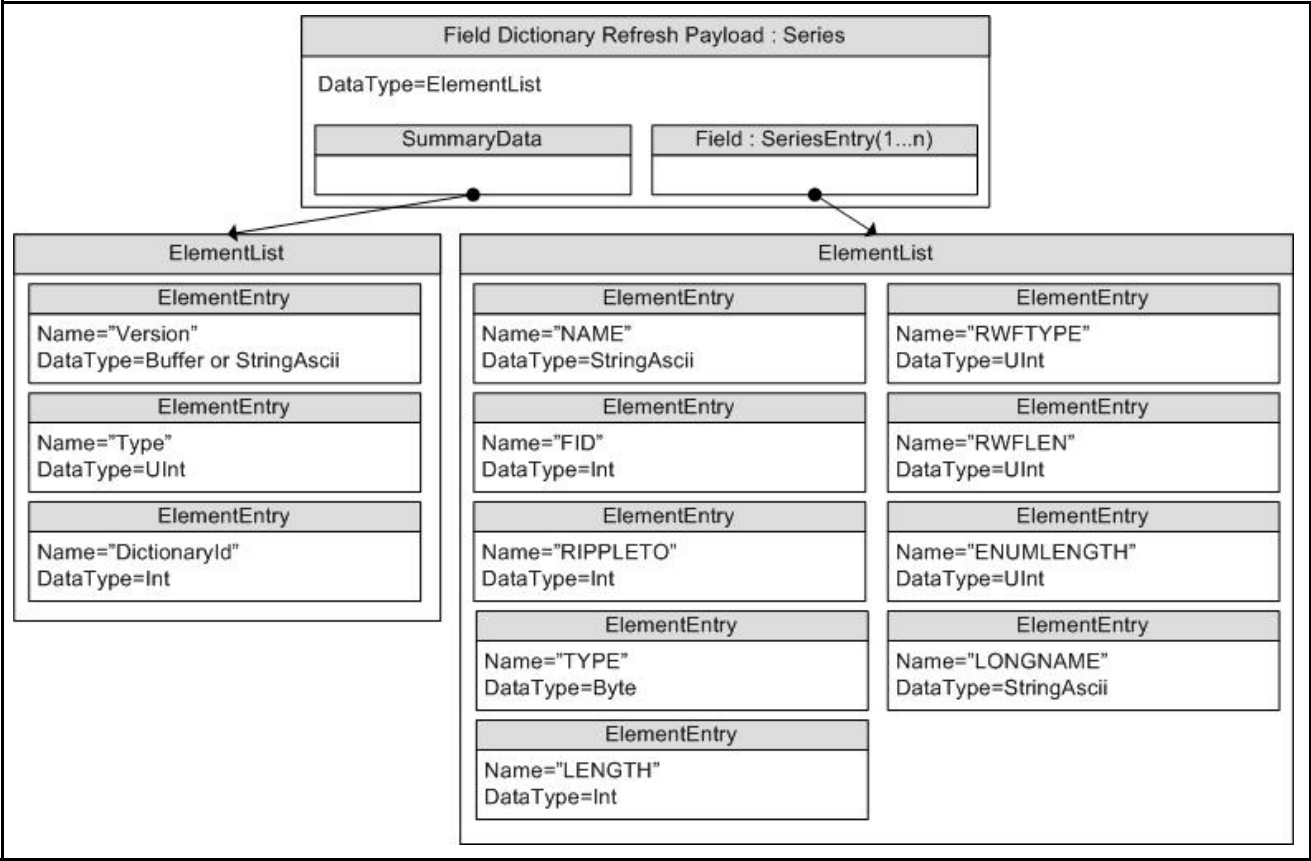 Field Dictionary Refresh Payload : Series
DataType=ElementList
SummaryData
Field : SeriesEntry(1...n)
ElementList
ElementEntry
Name=”Version”
DataType=Buffer or StringAscii
ElementEntry
Name=”Type”
DataType=UInt
ElementEntry
Name=”DictionaryId”
DataType=Int
ElementList
ElementEntry
Name=”NAME”
DataType=StringAscii
ElementEntry
Name=”FID”
DataType=Int
ElementEntry
Name=”RIPPLETO”
DataType=Int
ElementEntry
Name=”TYPE”
DataType=Byte
ElementEntry
Name=”LENGTH”
DataType=Int
ElementEntry
Name=”RWFTYPE”
DataType=UInt
ElementEntry
Name=”RWFLEN”
DataType=UInt
ElementEntry
Name=”ENUMLENGTH”
DataType=UInt
ElementEntry
Name=”LONGNAME”
DataType=StringAscii